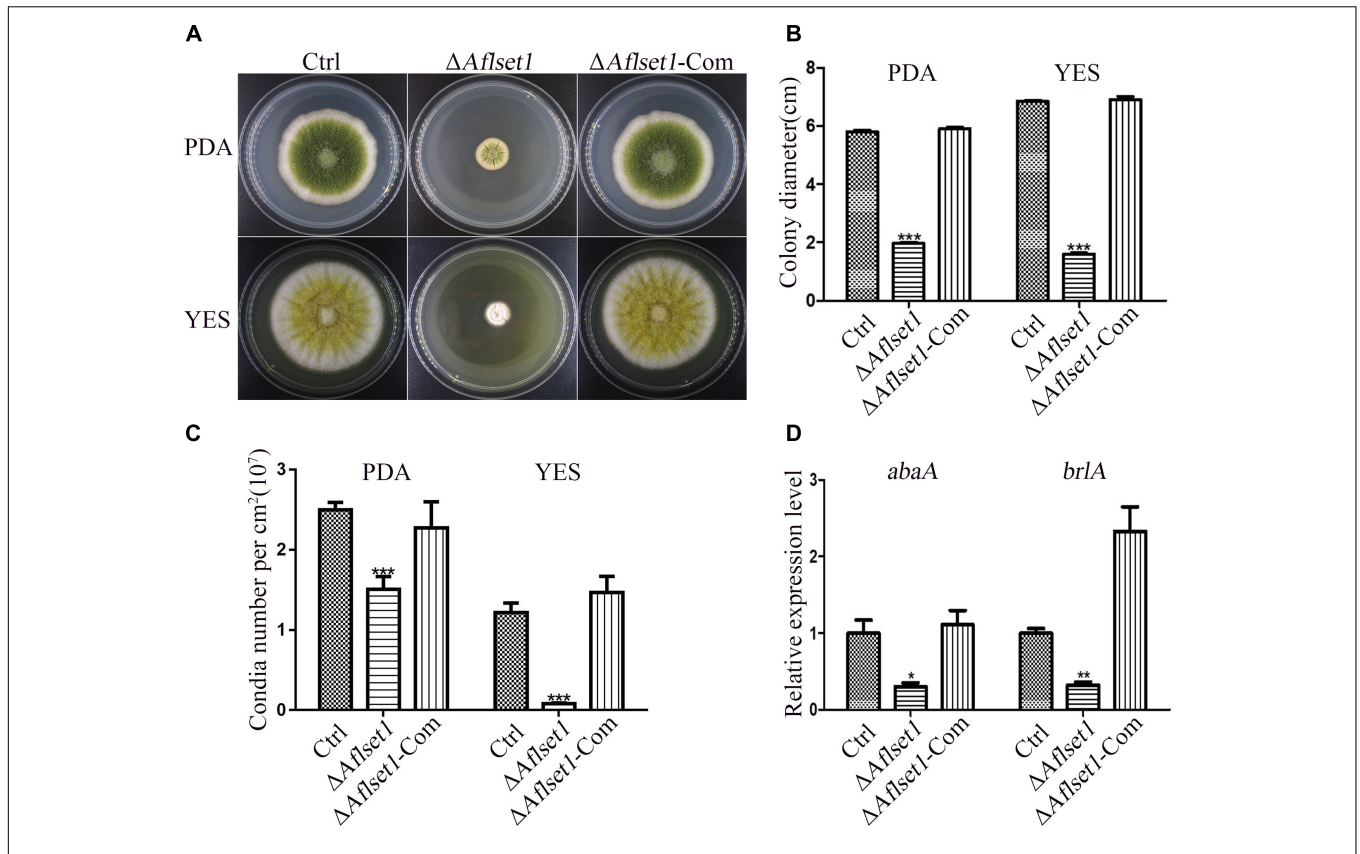 A
Ctrl
ΔAflset1
ΔAflset1-Com
PDA
YES
B
Colony diameter(cm)
8
6
4
2
0
PDA
YES
***
***
Ctrl
ΔAflset1
ΔAflset1-Com
Ctrl
ΔAflset1
ΔAflset1-Com
C
Condia number per cm²(10⁷)
3
2
1
0
PDA
YES
***
***
Ctrl
ΔAflset1
ΔAflset1-Com
Ctrl
ΔAflset1
ΔAflset1-Com
D
Relative expression level
3
2
1
0
abaA
brlA
*
**
Ctrl
ΔAflset1
ΔAflset1-Com
Ctrl
ΔAflset1
ΔAflset1-Com